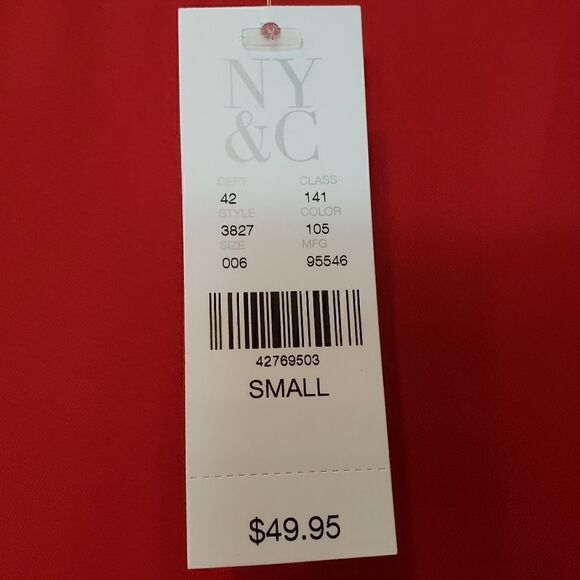 NY
&C
DEPT CLASS
42 141
STYLE COLOR
3827 105
SIZE MFG
006 95546
42769503
SMALL
$49.95